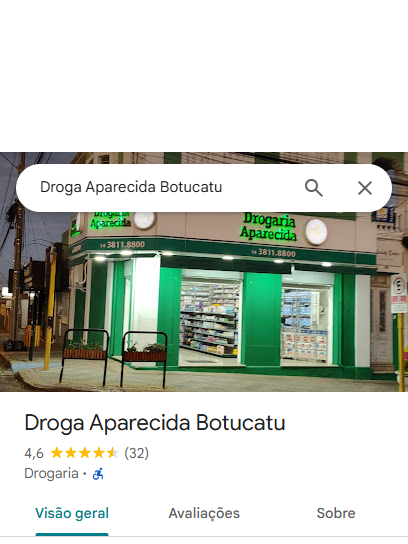 Droga Aparecida Botucatu
Drogaria
Aparecida
Drogaria
Aparecida
14 3811.8800
14 3811.8800
E
Droga Aparecida Botucatu
4,6 (32)
Drogaria ·
Visão geral
Avaliações
Sobre